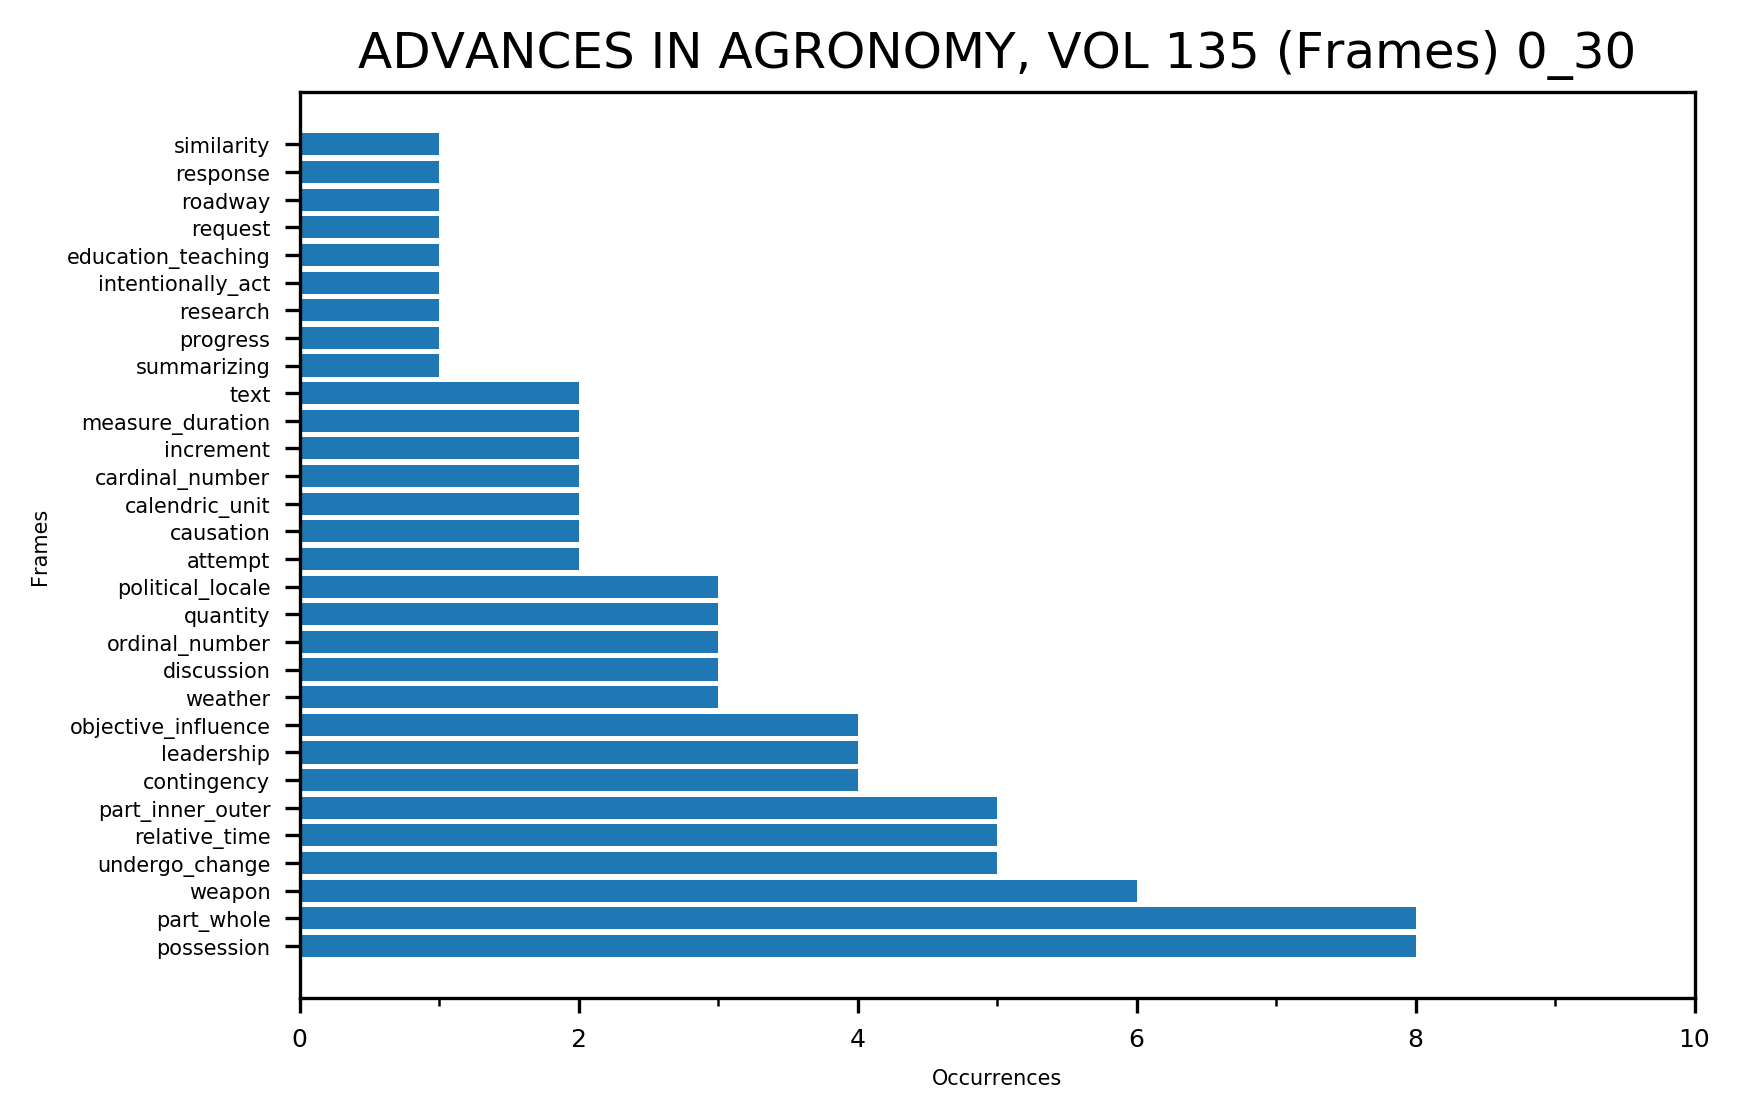 ADVANCES IN AGRONOMY, VOL 135 (Frames) 0_30
similarity
response
roadway
request
education_teaching
intentionally_act
research
progress
summarizing
text
measure_duration
increment
cardinal_number
calendric_unit
causation
attempt
political_locale
quantity
ordinal_number
discussion
weather
objective_influence
leadership
contingency
part_inner_outer
relative_time
undergo_change
weapon
part_whole
possession
Frames
0 2 4 6 8 10
Occurrences